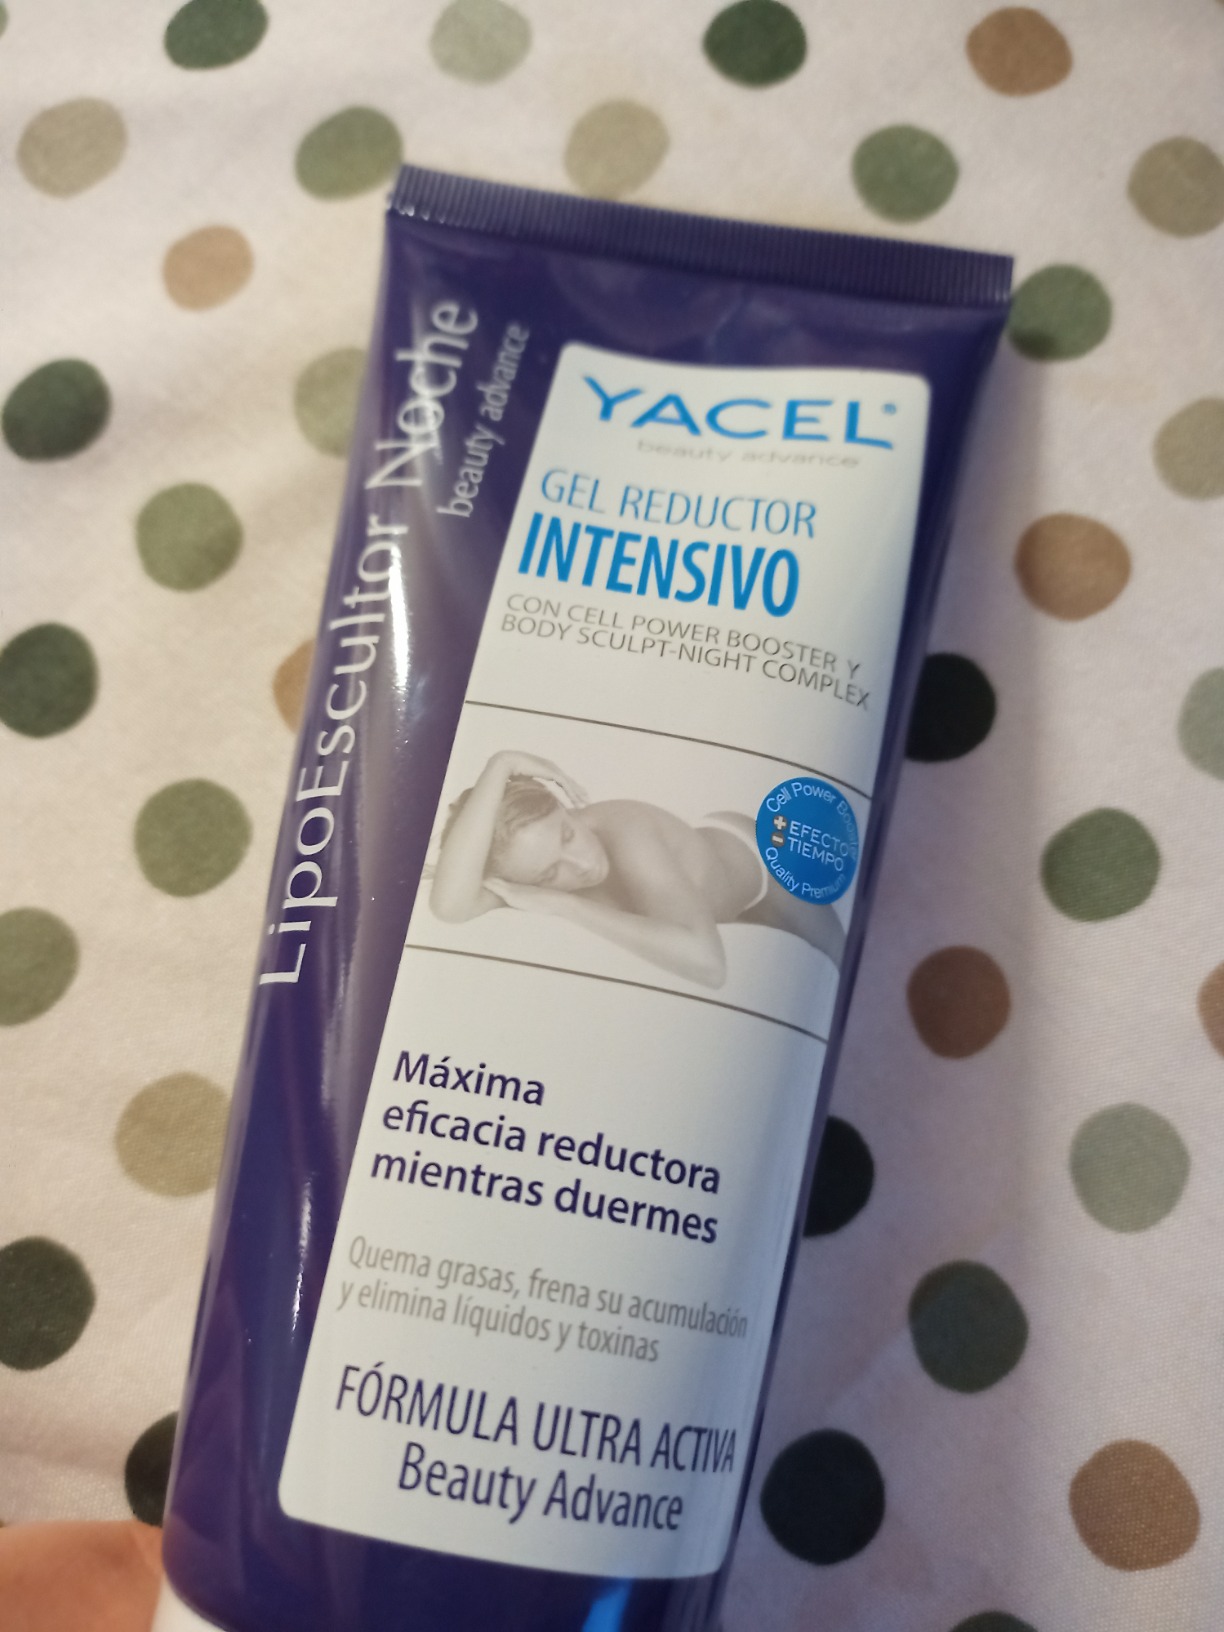 LipoEscultor Noche
beauty advance
YACEL®
beauty advance
GEL REDUCTOR
INTENSIVO
CON CELL POWER BOOSTER Y
BODY SCULPT-NIGHT COMPLEX
Cell Power Booster
+ EFECTO
- TIEMPO
Quality Premium
Máxima
eficacia reductora
mientras duermes
Quema grasas, frena su acumulación
y elimina líquidos y toxinas
FÓRMULA ULTRA ACTIVA
Beauty Advance